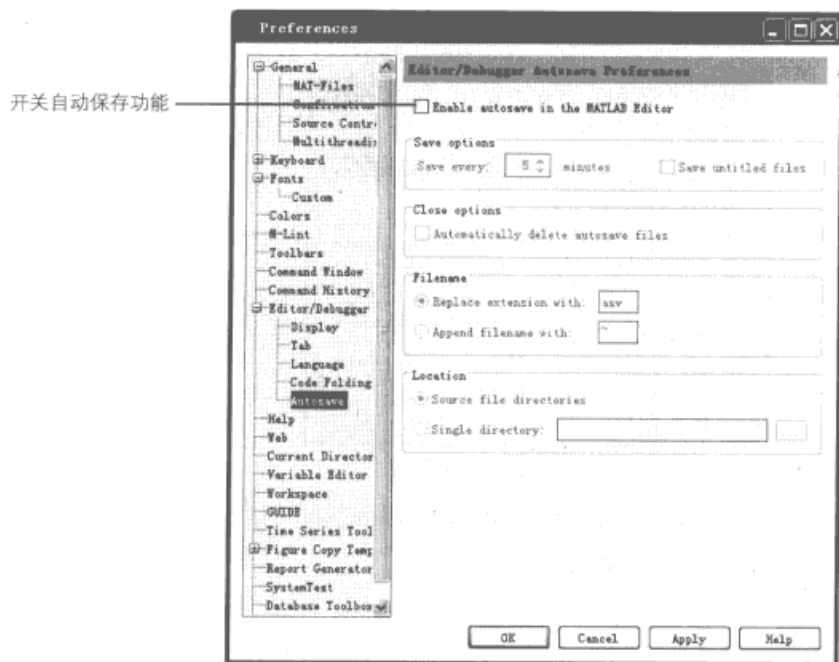 Preferences
开关自动保存功能
General
MAT-Files
Confirmation
Source Contr
Multithreadi
Keyboard
Fonts
Custom
Colors
M-Lint
Toolbars
Command Window
Command History
Editor/Debugger
Display
Tab
Language
Code Folding
Autosave
Help
Web
Current Director
Variable Editor
Workspace
GUIDE
Time Series Tool
Figure Copy Temp
Report Generator
SystemTest
Database Toolbox
Editor/Debugger Autosave Preferences
Enable autosave in the MATLAB Editor
Save options
Save every: 5 minutes Save untitled files
Close options
Automatically delete autosave files
Filename
Replace extension with: asv
Append filename with: ~
Location
Source file directories
Single directory: ...
OK Cancel Apply Help